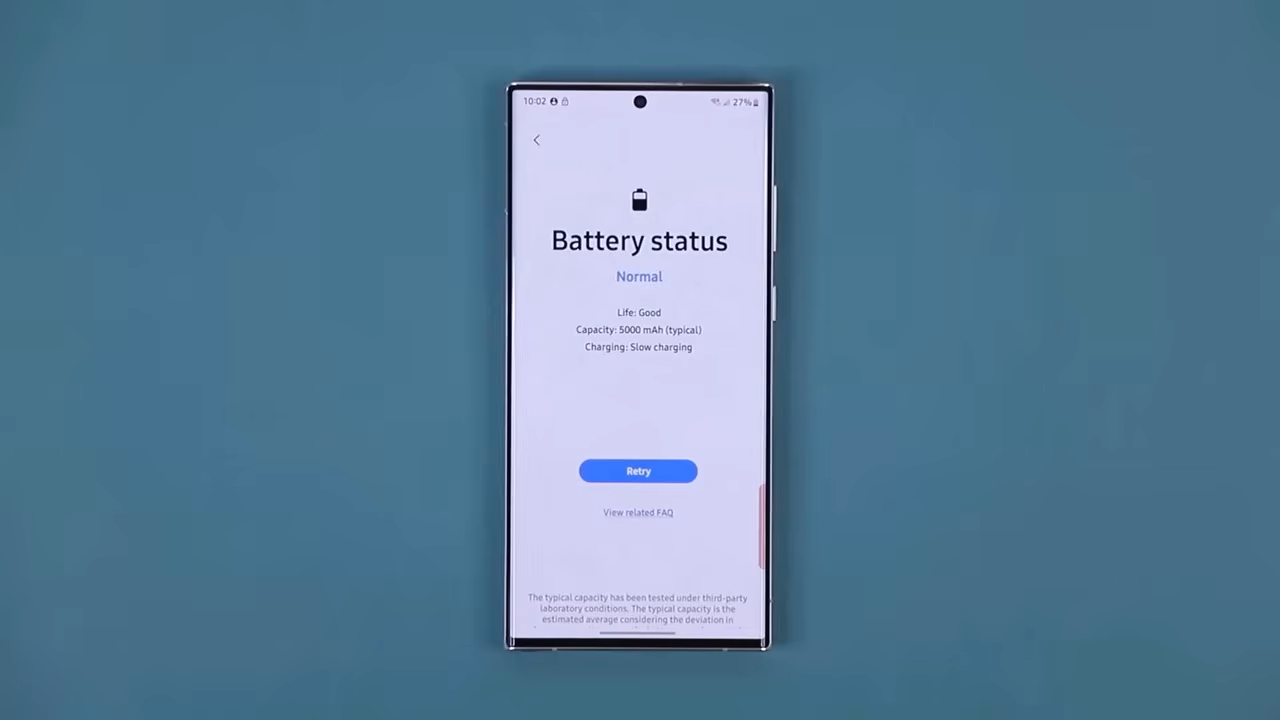 10:02 27%
Battery status
Normal
Life: Good
Capacity: 5000 mAh (typical)
Charging: Slow charging
Retry
View related FAQ
The typical capacity has been tested under third-party
laboratory conditions. The typical capacity is the
estimated average considering the deviation in